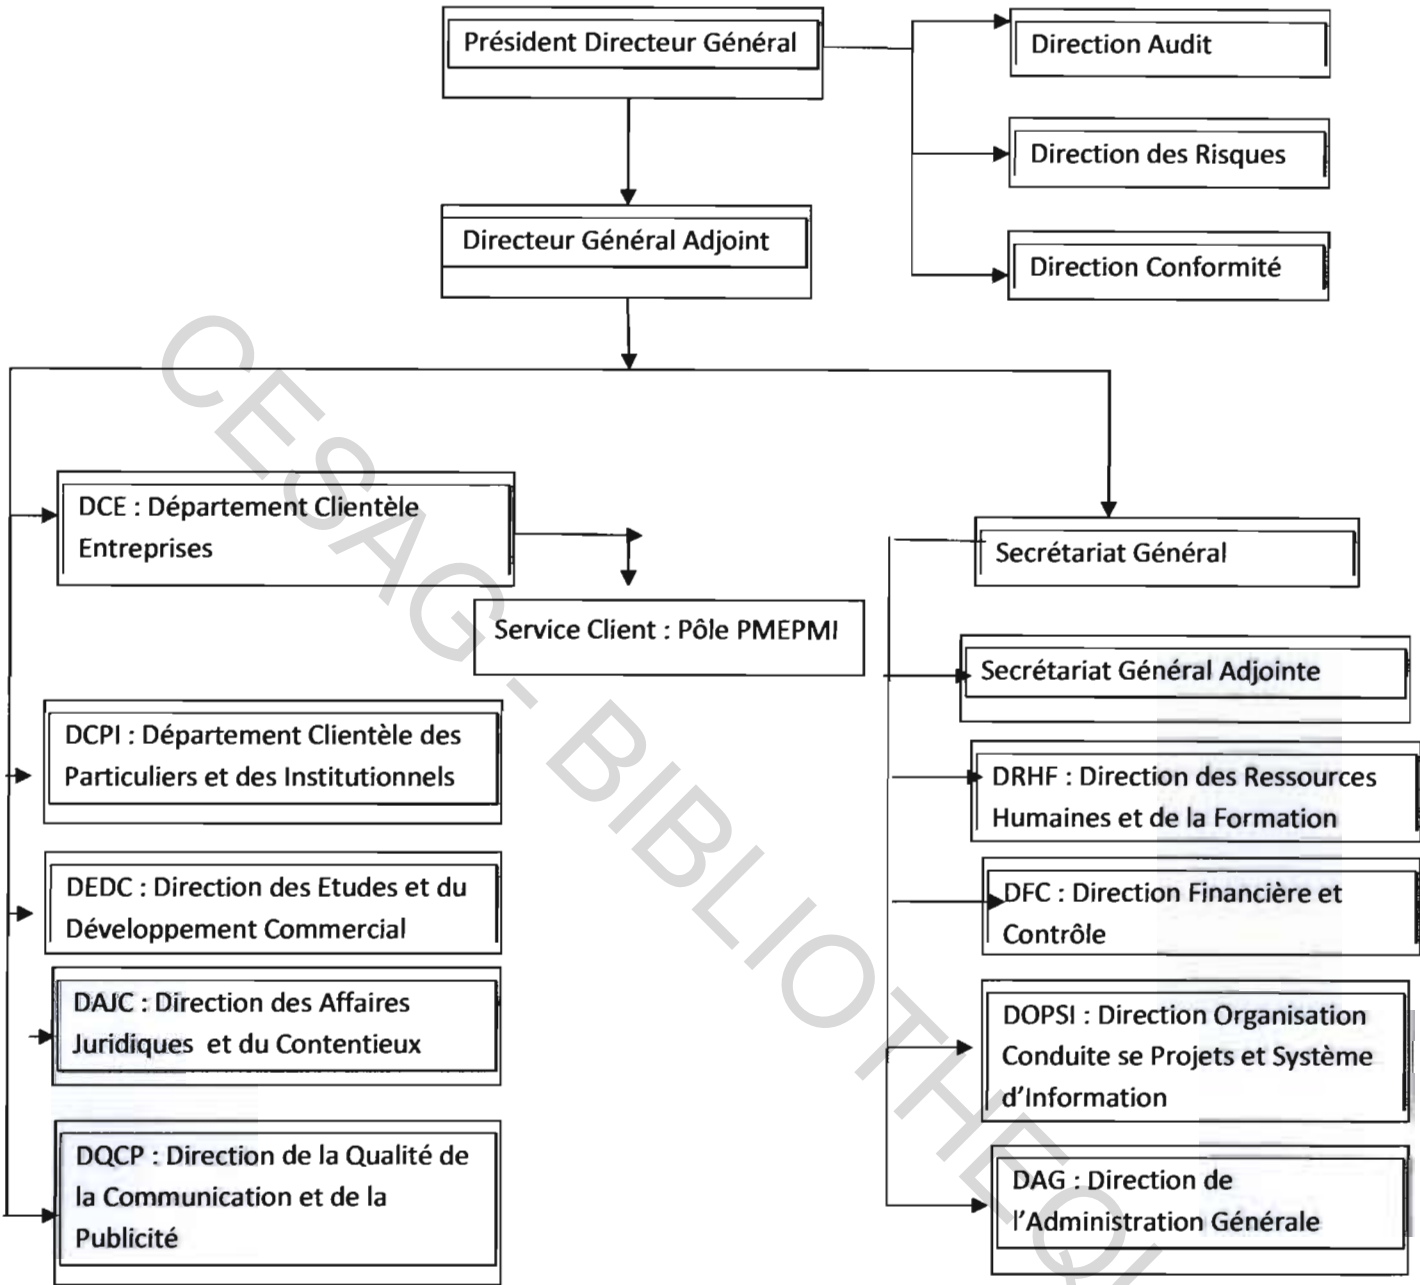 Président Directeur Général
Direction Audit
Direction des Risques
Directeur Général Adjoint
Direction Conformité
DCE : Département Clientèle
Entreprises
Secrétariat Général
Service Client : Pôle PMEPMI
Secrétariat Général Adjointe
DCPI : Département Clientèle des
Particuliers et des Institutionnels
DRHF : Direction des Ressources
Humaines et de la Formation
DEDC : Direction des Etudes et du
Développement Commercial
DFC : Direction Financière et
Contrôle
DAJC : Direction des Affaires
Juridiques et du Contentieux
DOPSI : Direction Organisation
Conduite se Projets et Système
d'Information
DQCP : Direction de la Qualité de
la Communication et de la
Publicité
DAG : Direction de
l'Administration Générale
CESAG - BIBLIOTHEQU